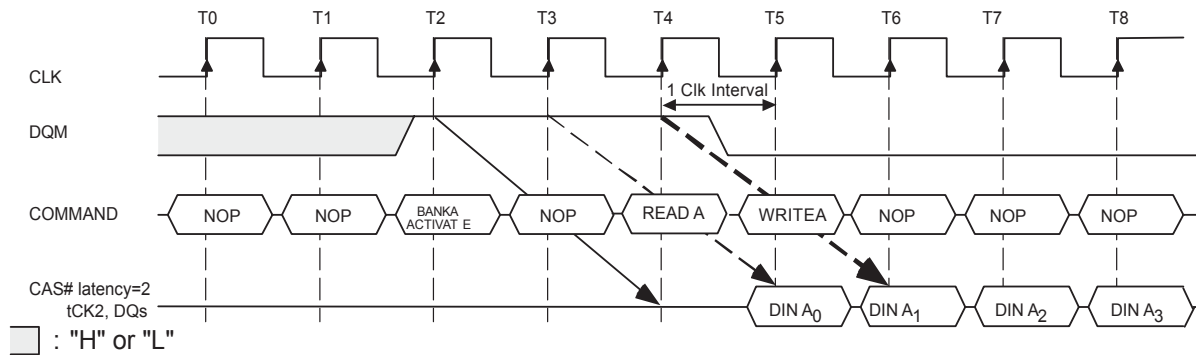 T0 T1 T2 T3 T4 T5 T6 T7 T8
CLK
1 Clk Interval
DQM
COMMAND NOP NOP BANKA ACTIVAT E NOP READ A WRITEA NOP NOP NOP
CAS# latency=2
tCK2, DQs DIN A0 DIN A1 DIN A2 DIN A3
: "H" or "L"